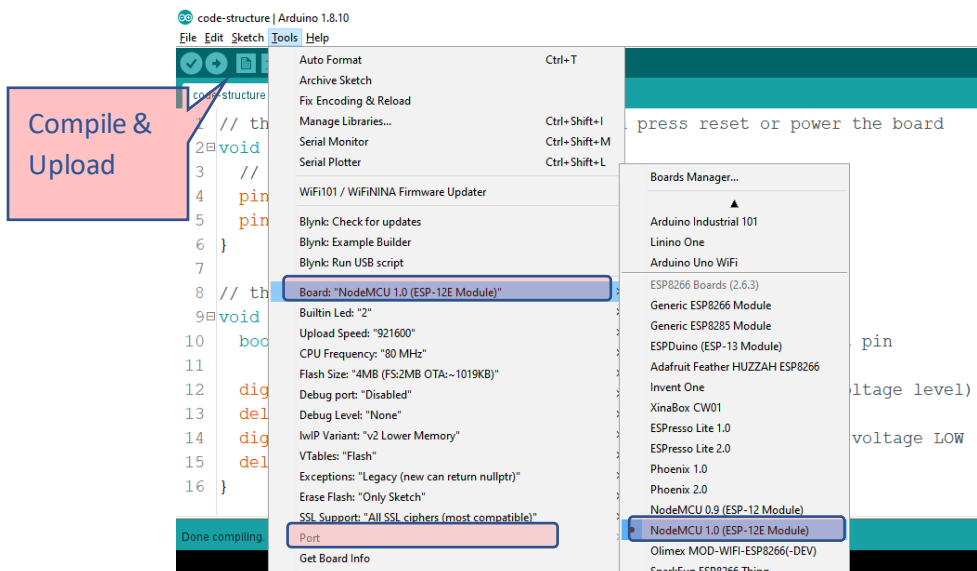 code-structure | Arduino 1.8.10
File Edit Sketch Tools Help
Compile &
Upload
code-structure
1 // th
2 void
3 //
4 pin
5 pin
6 }
7
8 // th
9 void
10 boo
11
12 dig
13 del
14 dig
15 del
16 }
press reset or power the board
pin
ltage level)
voltage LOW
Done compiling.
Auto Format Ctrl+T
Archive Sketch
Fix Encoding & Reload
Manage Libraries... Ctrl+Shift+I
Serial Monitor Ctrl+Shift+M
Serial Plotter Ctrl+Shift+L
WiFi101 / WiFiNINA Firmware Updater
Blynk: Check for updates
Blynk: Example Builder
Blynk: Run USB script
Board: "NodeMCU 1.0 (ESP-12E Module)"
Builtin Led: "2"
Upload Speed: "921600"
CPU Frequency: "80 MHz"
Flash Size: "4MB (FS:2MB OTA:~1019KB)"
Debug port: "Disabled"
Debug Level: "None"
lwIP Variant: "v2 Lower Memory"
VTables: "Flash"
Exceptions: "Legacy (new can return nullptr)"
Erase Flash: "Only Sketch"
SSL Support: "All SSL ciphers (most compatible)"
Port
Get Board Info
Boards Manager...
Arduino Industrial 101
Linino One
Arduino Uno WiFi
ESP8266 Boards (2.6.3)
Generic ESP8266 Module
Generic ESP8285 Module
ESPDuino (ESP-13 Module)
Adafruit Feather HUZZAH ESP8266
Invent One
XinaBox CW01
ESPresso Lite 1.0
ESPresso Lite 2.0
Phoenix 1.0
Phoenix 2.0
NodeMCU 0.9 (ESP-12 Module)
NodeMCU 1.0 (ESP-12E Module)
Olimex MOD-WIFI-ESP8266(-DEV)
SparkFun ESP8266 Thing